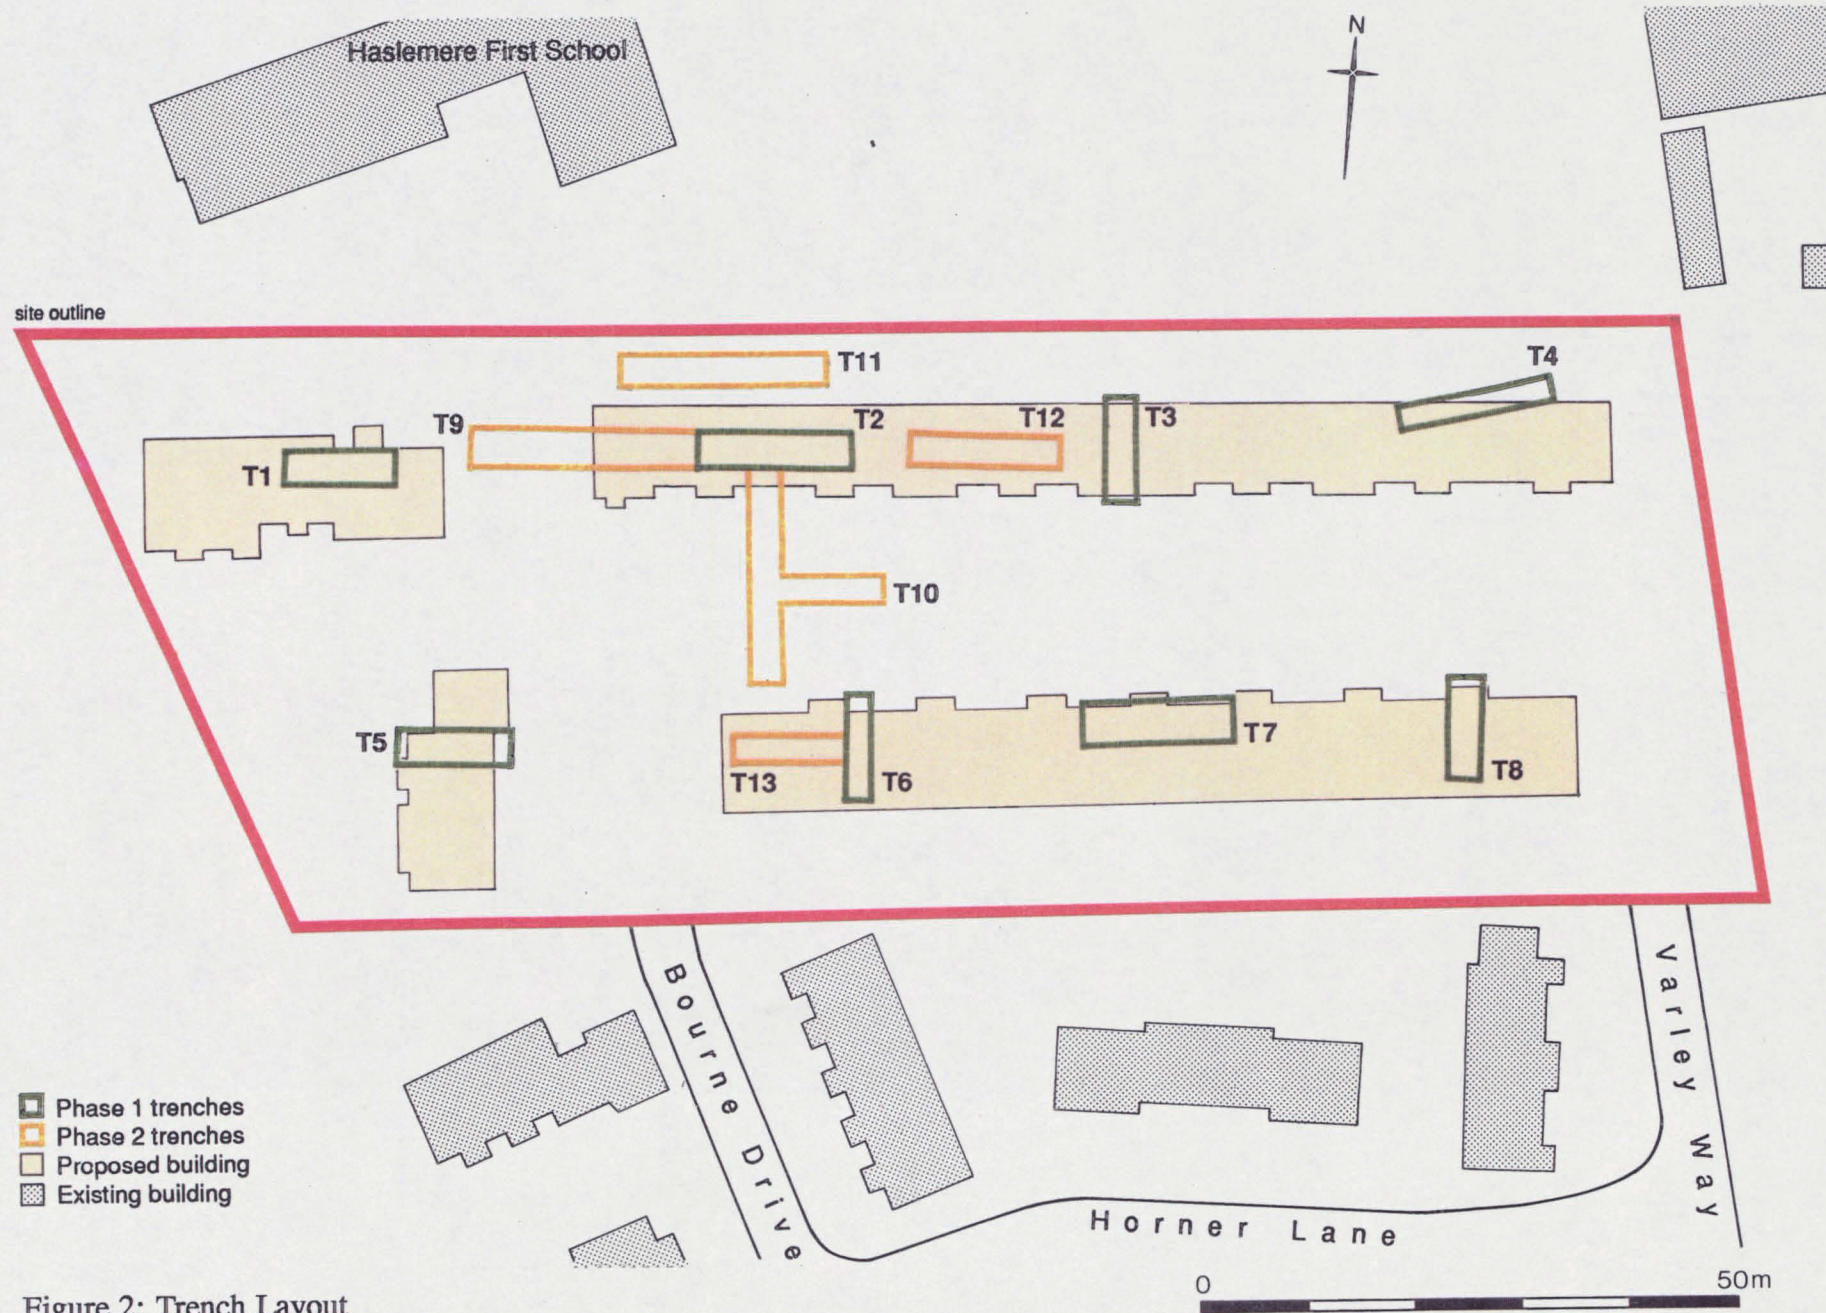 Haslemere First School
N
site outline
T11
T4
T9
T2
T12
T3
T1
T10
T5
T7
T13
T6
T8
Bourne Drive
Varley Way
Horner Lane
Phase 1 trenches
Phase 2 trenches
Proposed building
Existing building
0
50m
Figure 2: Trench Layout